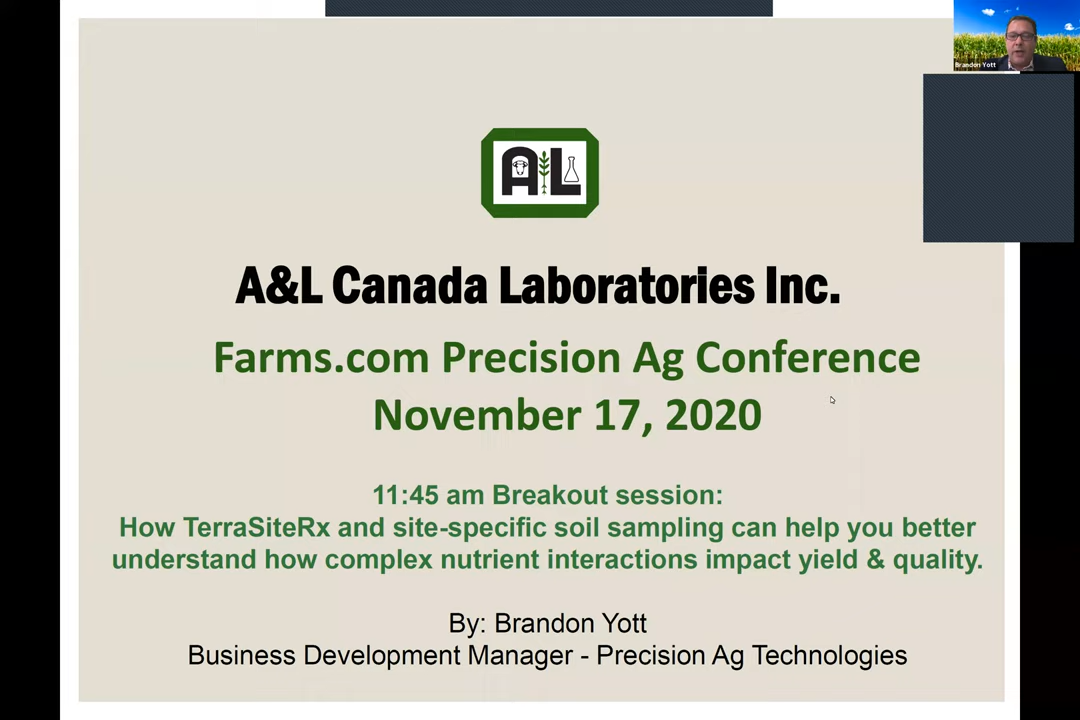 Brandon Yott
A L
A&L Canada Laboratories Inc.
Farms.com Precision Ag Conference
November 17, 2020
11:45 am Breakout session:
How TerraSiteRx and site-specific soil sampling can help you better
understand how complex nutrient interactions impact yield & quality.
By: Brandon Yott
Business Development Manager - Precision Ag Technologies